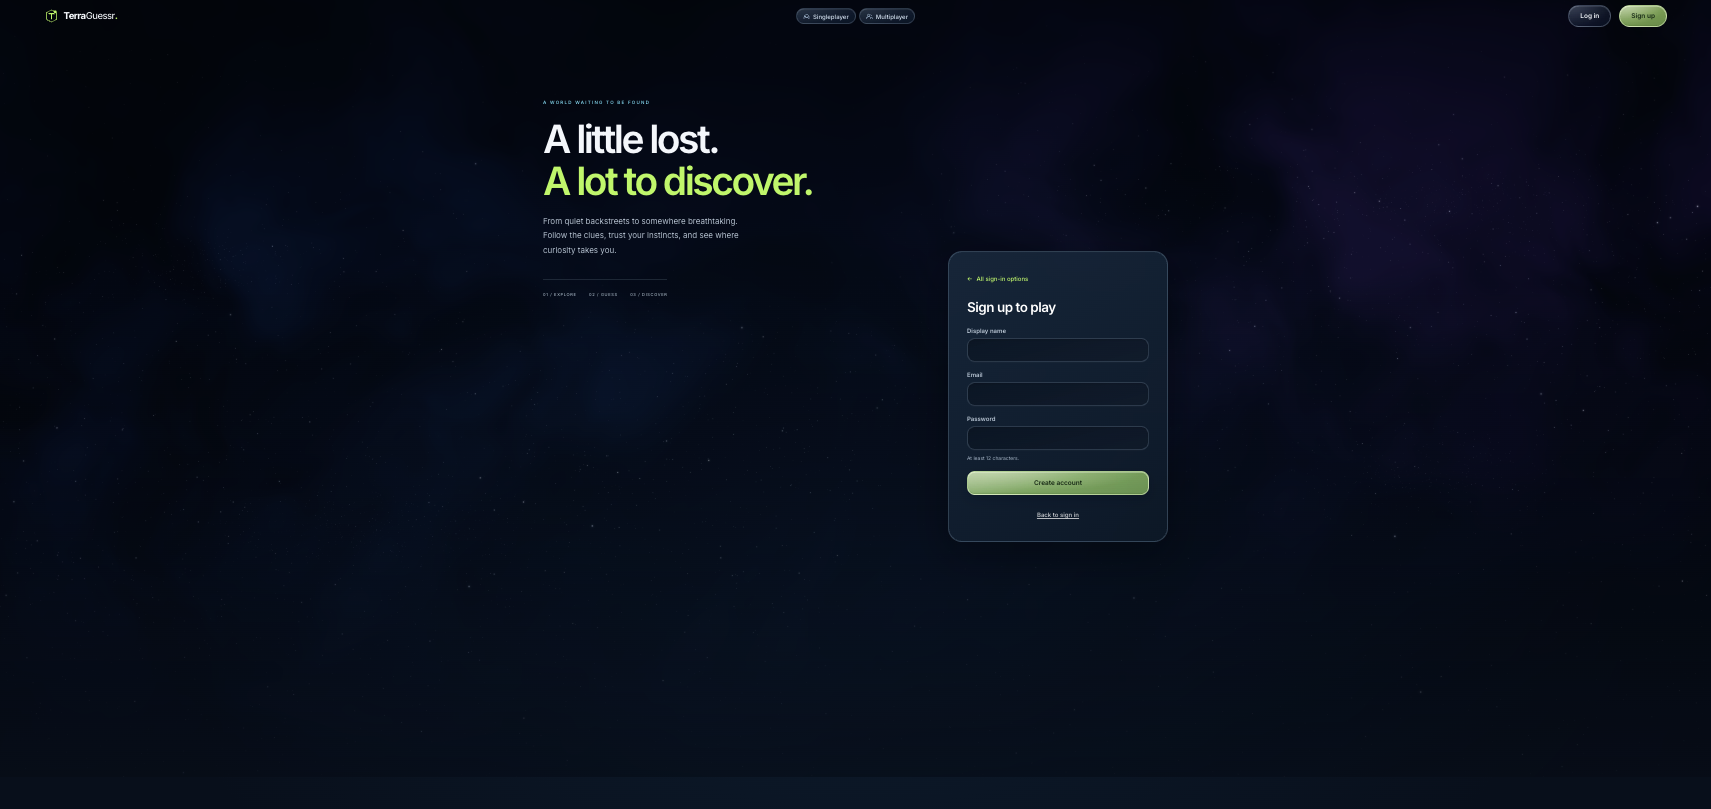 TerraGuessr.
Singleplayer
Multiplayer
Log in
Sign up
A WORLD WAITING TO BE FOUND
A little lost.
A lot to discover.
From quiet backstreets to somewhere breathtaking.
Follow the clues, trust your instincts, and see where
curiosity takes you.
01 / EXPLORE 02 / GUESS 03 / DISCOVER
← All sign-in options
Sign up to play
Display name
Email
Password
At least 12 characters.
Create account
Back to sign in